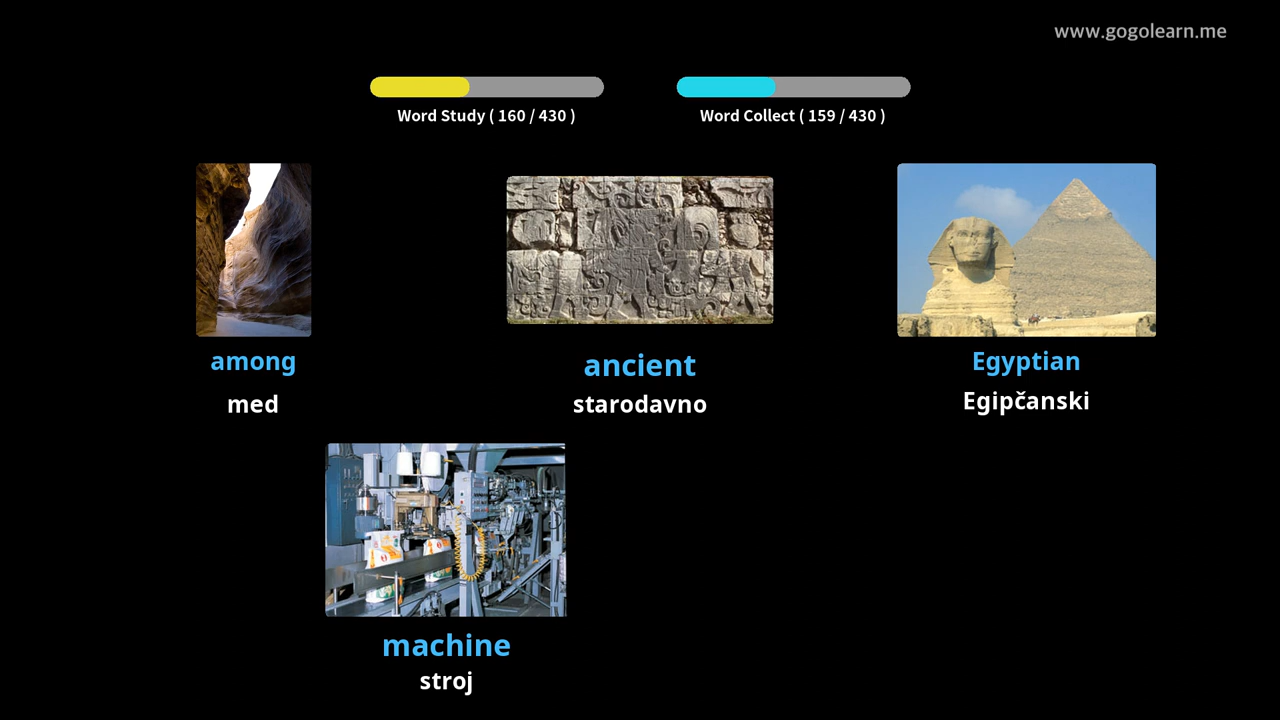 www.gogolearn.me
Word Study ( 160 / 430 )
Word Collect ( 159 / 430 )
among
ancient
Egyptian
med
starodavno
Egipčanski
machine
stroj